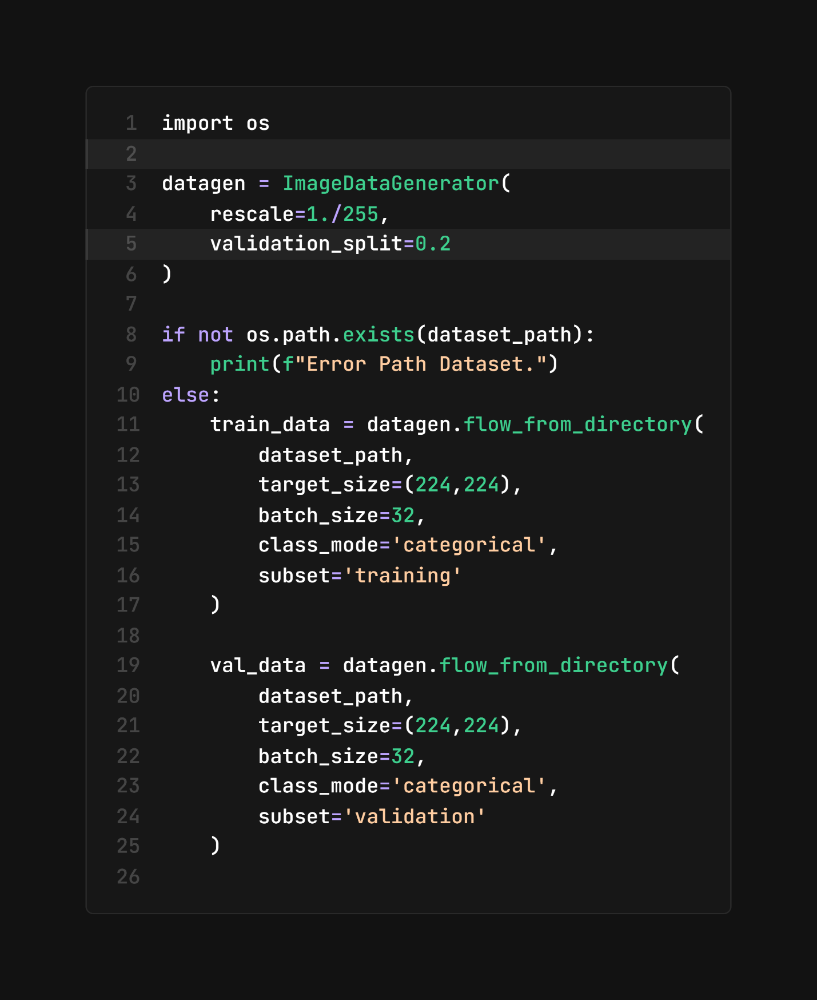 1 import os
2
3 datagen = ImageDataGenerator(
4     rescale=1./255,
5     validation_split=0.2
6 )
7
8 if not os.path.exists(dataset_path):
9     print(f"Error Path Dataset.")
10 else:
11     train_data = datagen.flow_from_directory(
12         dataset_path,
13         target_size=(224,224),
14         batch_size=32,
15         class_mode='categorical',
16         subset='training'
17     )
18
19     val_data = datagen.flow_from_directory(
20         dataset_path,
21         target_size=(224,224),
22         batch_size=32,
23         class_mode='categorical',
24         subset='validation'
25     )
26